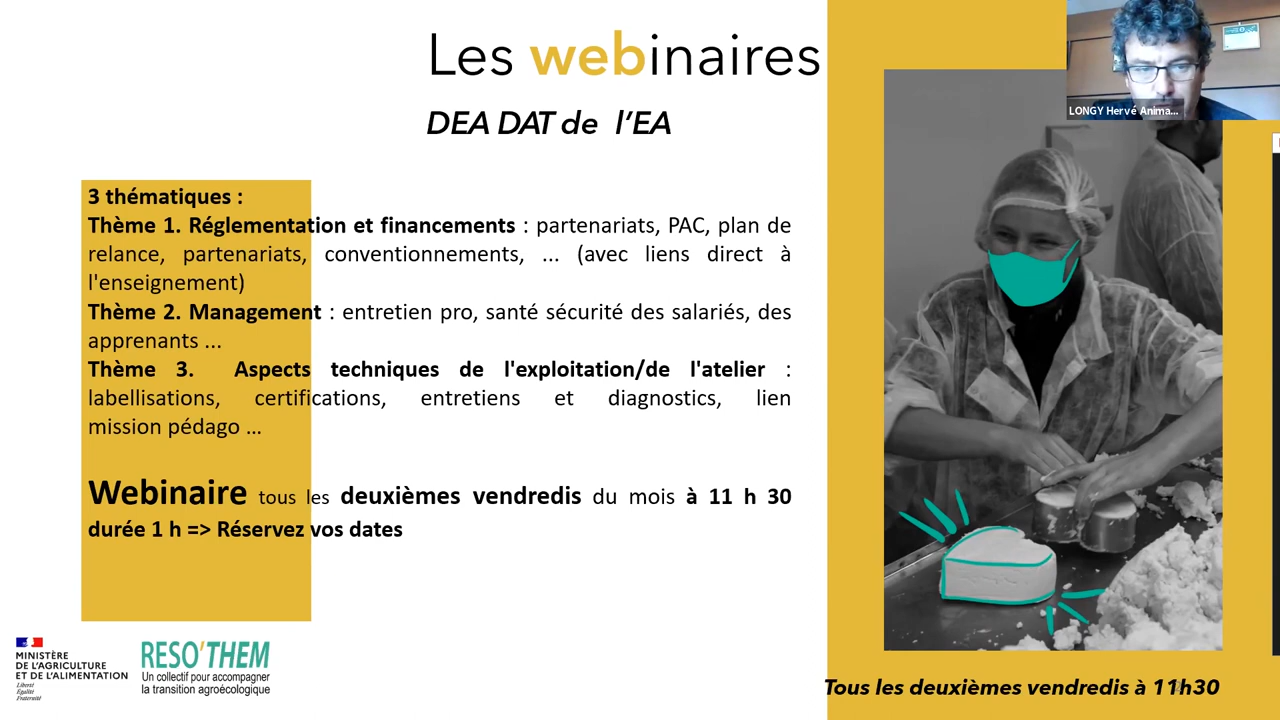 Les webinaires
DEA DAT de l'EA
LONGY Hervé Anima...
3 thématiques :
Thème 1. Réglementation et financements : partenariats, PAC, plan de
relance, partenariats, conventionnements, ... (avec liens direct à
l'enseignement)
Thème 2. Management : entretien pro, santé sécurité des salariés, des
apprenants ...
Thème 3. Aspects techniques de l'exploitation/de l'atelier :
labellisations, certifications, entretiens et diagnostics, lien
mission pédago ...
Webinaire tous les deuxièmes vendredis du mois à 11 h 30
durée 1 h => Réservez vos dates
MINISTÈRE
DE L'AGRICULTURE
ET DE L'ALIMENTATION
Liberté
Égalité
Fraternité
RESO'THEM
Un collectif pour accompagner
la transition agroécologique
Tous les deuxièmes vendredis à 11h30